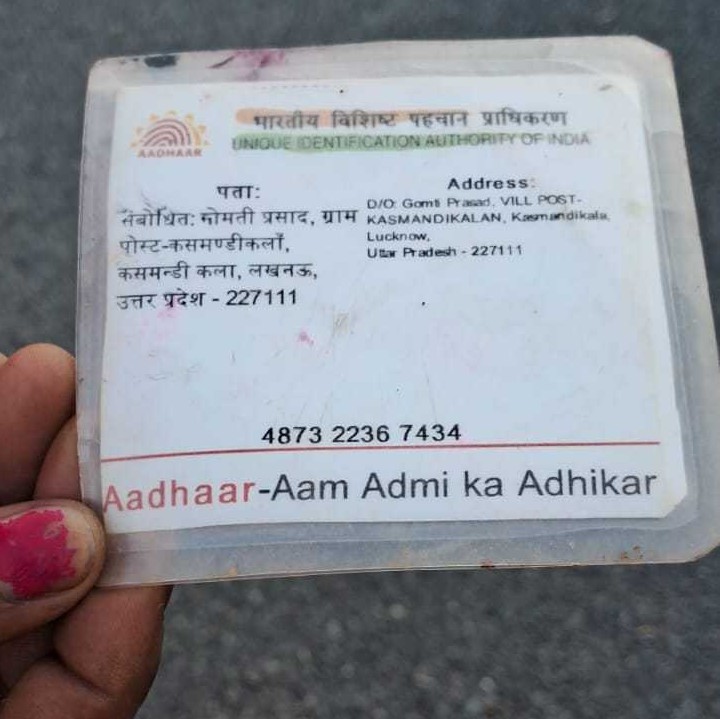 भारतीय विशिष्ट पहचान प्राधिकरण
AADHAAR
UNIQUE IDENTIFICATION AUTHORITY OF INDIA
पता:
संबोधित: गोमती प्रसाद, ग्राम
पोस्ट-कसमण्डीकलाँ,
कसमन्डी कला, लखनऊ,
उत्तर प्रदेश - 227111
Address:
D/O: Gomti Prasad, VILL POST-
KASMANDIKALAN, Kasmandikala,
Lucknow,
Uttar Pradesh - 227111
4873 2236 7434
Aadhaar-Aam Admi ka Adhikar